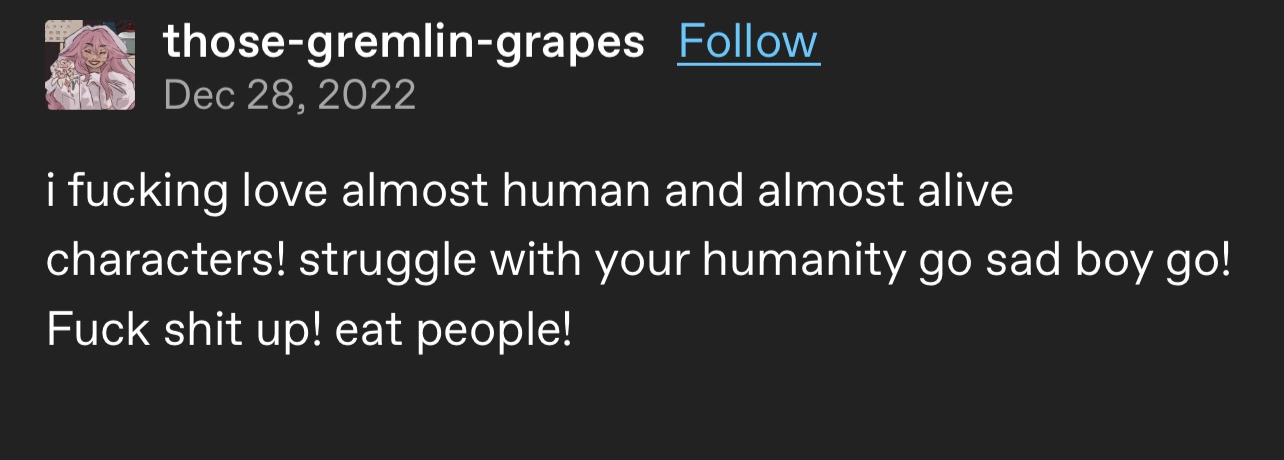 those-gremlin-grapes Follow
Dec 28, 2022
i fucking love almost human and almost alive
characters! struggle with your humanity go sad boy go!
Fuck shit up! eat people!